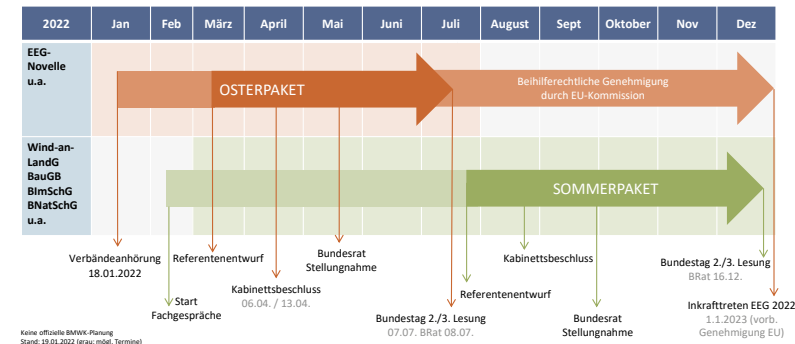 2022 Jan Feb März April Mai Juni Juli August Sept Oktober Nov Dez
EEG-
Novelle
u.a.
OSTERPAKET
Beihilferechtliche Genehmigung
durch EU-Kommission
Wind-an-
LandG
BauGB
BImSchG
BNatSchG
u.a.
SOMMERPAKET
Verbändeanhörung
18.01.2022
Referentenentwurf
Bundesrat
Stellungnahme
Kabinettsbeschluss
Bundestag 2./3. Lesung
BRat 16.12.
Start
Fachgespräche
Kabinettsbeschluss
06.04. / 13.04.
Referentenentwurf
Bundestag 2./3. Lesung
07.07. BRat 08.07.
Bundesrat
Stellungnahme
Inkrafttreten EEG 2022
1.1.2023 (vorb.
Genehmigung EU)
Keine offizielle BMWK-Planung
Stand: 19.01.2022 (grau: mögl. Termine)